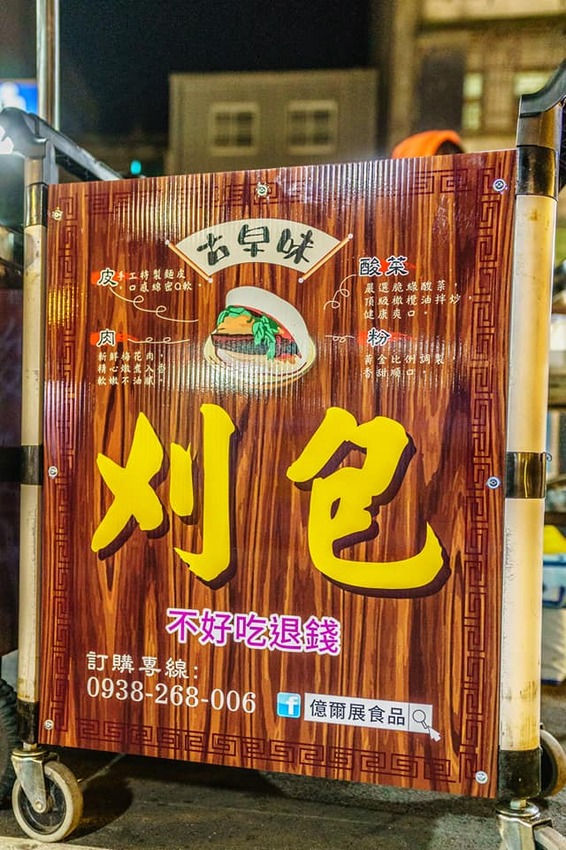 古早味
皮 手工特製麵皮，
口感綿密Q軟。
酸菜
嚴選脆綠酸菜，
頂級橄欖油拌炒，
健康爽口。
肉
新鮮梅花肉，
精心燉煮入味
軟嫩不油膩。
粉
黃金比例調製
香甜順口。
刈包
不好吃退錢
訂購專線:
0938-268-006
f 億爾展食品